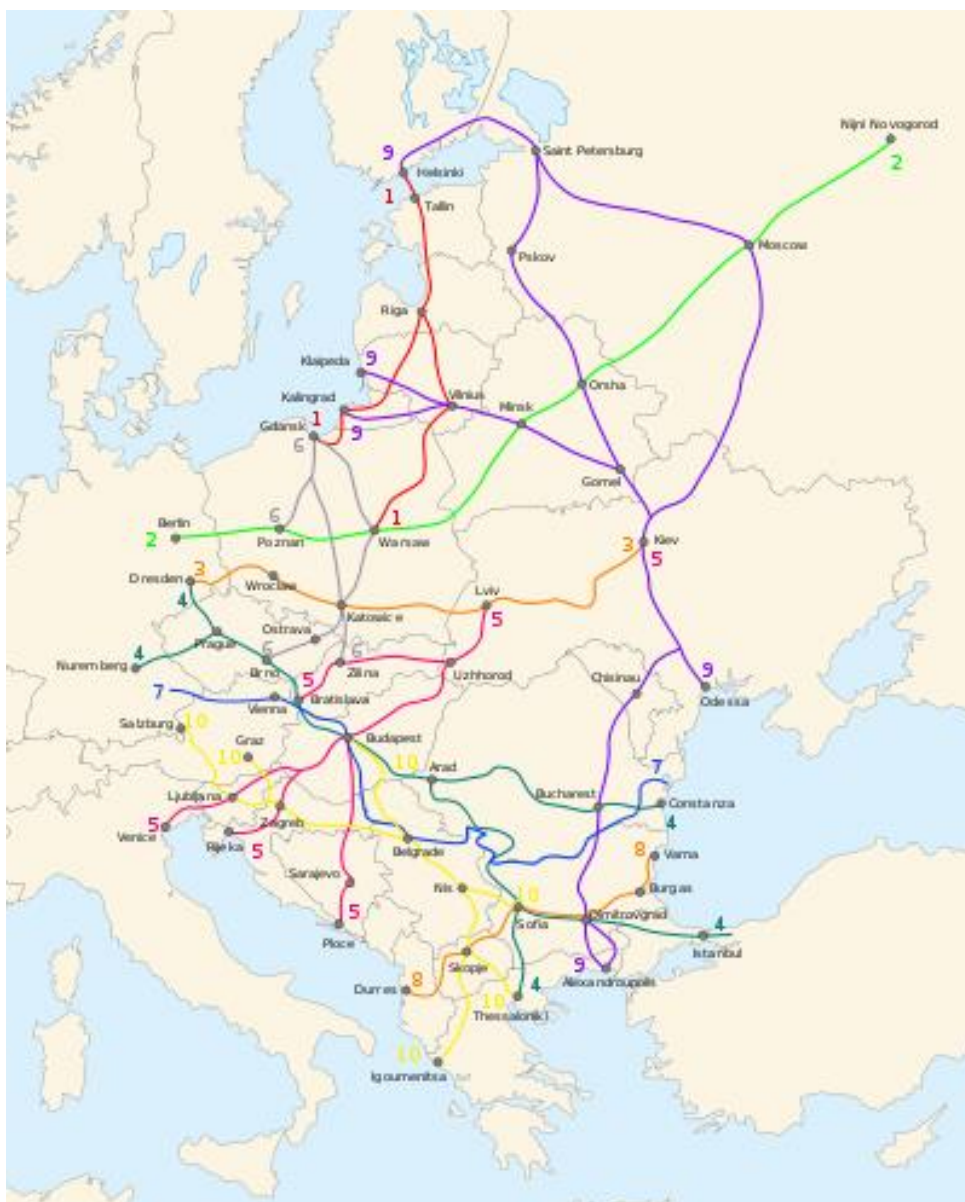 Nijni Novogorod
2
9
Saint Petersburg
Helsinki
1
Tallin
Moscow
Pskov
Riga
Klaipeda
9
Orsha
Kalingrad
Vilnius
Minsk
1
Gdansk
9
6
Gomel
6
1
Berlin
2
Poznan
Warsaw
3
Kiev
5
Dresden
3
Wroclaw
Lviv
4
Katowice
5
Ostrava
Prague
4
Nuremberg
6
6
Brno
Zilina
Uzhhorod
5
Chisinau
9
7
Odessa
Vienna
Bratislava
Salzburg
10
Graz
Budapest
10
10
Arad
7
Ljubljana
Bucharest
Constanza
Zagreb
5
4
Venice
Rijeka
5
Belgrade
8
Varna
Sarajevo
Nis
10
Burgas
5
Sofia
Dimitrovgrad
Ploce
4
Istanbul
Skopje
9
8
Alexandroupolis
Durres
10
4
Thessaloniki
10
Igoumenitsa